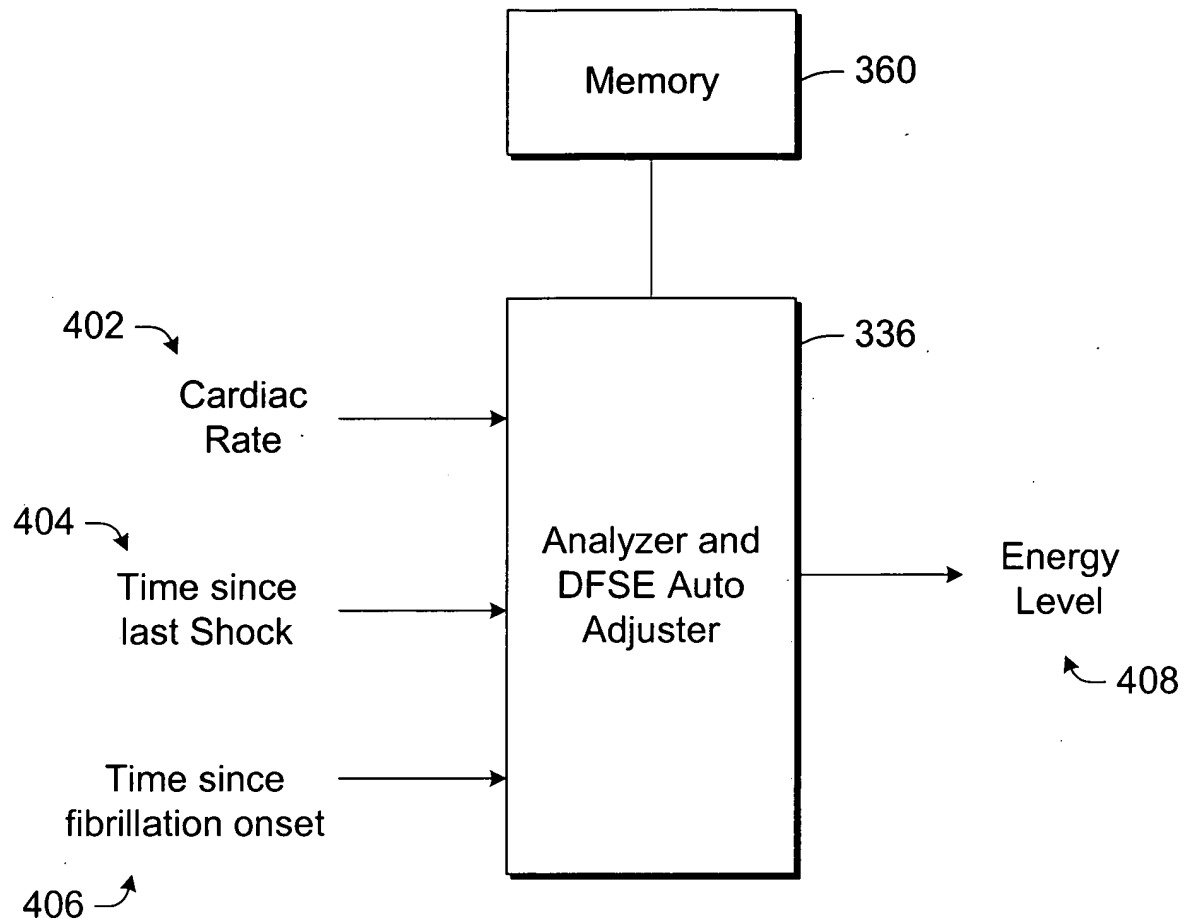 Memory
360
402
336
Cardiac
Rate
404
Time since
last Shock
Analyzer and
DFSE Auto
Adjuster
Energy
Level
408
Time since
fibrillation onset
406